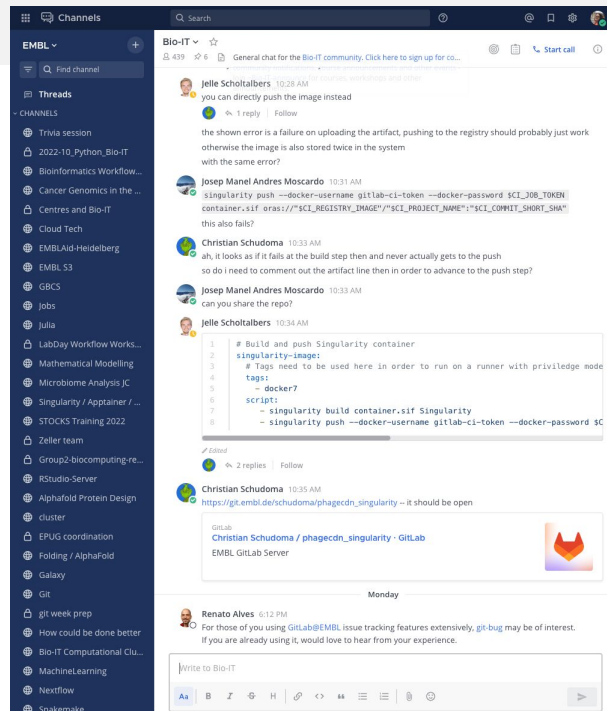 Channels
Search
EMBL
Find channel
Threads
CHANNELS
Trivia session
2022-10_Python_Bio-IT
Bioinformatics Workflow...
Cancer Genomics in the ...
Centres and Bio-IT
Cloud Tech
EMBLAid-Heidelberg
EMBL S3
GBCS
Jobs
Julia
LabDay Workflow Works...
Mathematical Modelling
Microbiome Analysis JC
Singularity / Apptainer / ...
STOCKS Training 2022
Zeller team
Group2-biocomputing-re...
RStudio-Server
Alphafold Protein Design
cluster
EPUG coordination
Folding / AlphaFold
Galaxy
Git
git week prep
How could be done better
Bio-IT Computational Clu...
MachineLearning
Nextflow
Snakemake
Bio-IT
439 6 General chat for the Bio-IT community. Click here to sign up for co...
Start call
Jelle Scholtalbers 10:28 AM
you can directly push the image instead
1 reply Follow
the shown error is a failure on uploading the artifact, pushing to the registry should probably just work
otherwise the image is also stored twice in the system
with the same error?
Josep Manel Andres Moscardo 10:31 AM
singularity push --docker-username gitlab-ci-token --docker-password $CI_JOB_TOKEN
container.sif oras://"$CI_REGISTRY_IMAGE"/"$CI_PROJECT_NAME":"$CI_COMMIT_SHORT_SHA"
this also fails?
Christian Schudoma 10:33 AM
ah, it looks as if it fails at the build step then and never actually gets to the push
so do i need to comment out the artifact line then in order to advance to the push step?
Josep Manel Andres Moscardo 10:33 AM
can you share the repo?
Jelle Scholtalbers 10:34 AM
1 # Build and push Singularity container
2 singularity-image:
3 # Tags need to be used here in order to run on a runner with priviledge mode
4 tags:
5 - docker7
6 script:
7 - singularity build container.sif Singularity
8 - singularity push --docker-username gitlab-ci-token --docker-password $C
Edited
2 replies Follow
Christian Schudoma 10:35 AM
https://git.embl.de/schudoma/phagecdn_singularity -- it should be open
GitLab
Christian Schudoma / phagecdn_singularity · GitLab
EMBL GitLab Server
Monday
Renato Alves 6:12 PM
For those of you using GitLab@EMBL issue tracking features extensively, git-bug may be of interest.
If you are already using it, would love to hear from your experience.
Write to Bio-IT
Aa B I S H